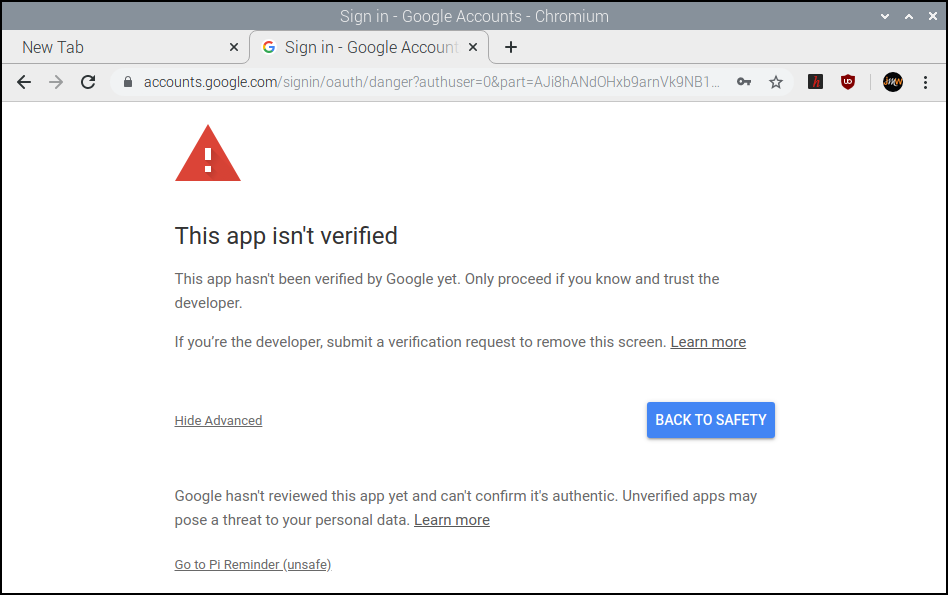 Sign in - Google Accounts - Chromium
New Tab
Sign in - Google Account
accounts.google.com/signin/oauth/danger?authuser=0&part=AJi8hANdOHxb9arnVk9NB1...
This app isn't verified
This app hasn't been verified by Google yet. Only proceed if you know and trust the
developer.
If you’re the developer, submit a verification request to remove this screen. Learn more
Hide Advanced
BACK TO SAFETY
Google hasn't reviewed this app yet and can't confirm it's authentic. Unverified apps may
pose a threat to your personal data. Learn more
Go to Pi Reminder (unsafe)